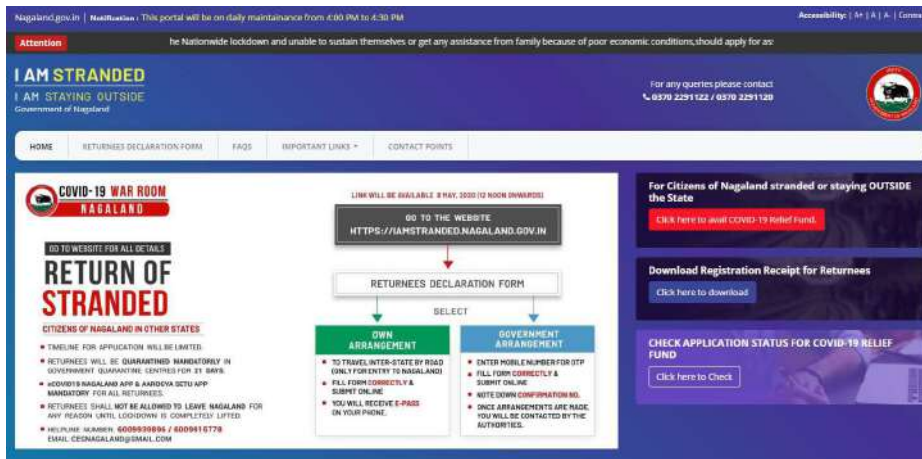 Nagaland.gov.in | Notification : This portal will be on daily maintainance from 4:00 PM to 4:30 PM
Accessibility: | A+ | A | A- |
Attention
he Nationwide lockdown and unable to sustain themselves or get any assistance from family because of poor economic conditions,should apply for
I AM STRANDED
I AM STAYING OUTSIDE
Government of Nagaland
For any queries please contact
0370 2291122 / 0370 2291120
HOME
RETURNEES DECLARATION FORM
FAQS
IMPORTANT LINKS
CONTACT POINTS
COVID-19 WAR ROOM
NAGALAND
GO TO WEBSITE FOR ALL DETAILS
RETURN OF
STRANDED
CITIZENS OF NAGALAND IN OTHER STATES
• TIMELINE FOR APPLICATION WILL BE LIMITED.
• RETURNEES WILL BE QUARANTINED MANDATORILY IN
GOVERNMENT QUARANTINE CENTRES FOR 21 DAYS.
• nCOVID19 NAGALAND APP & AAROGYA SETU APP
MANDATORY FOR ALL RETURNEES.
• RETURNEES SHALL NOT BE ALLOWED TO LEAVE NAGALAND FOR
ANY REASON UNTIL LOCKDOWN IS COMPLETELY LIFTED.
• HELPLINE NUMBER: 6009939896 / 6009616778
EMAIL: CESNAGALAND@GMAIL.COM
LINK WILL BE AVAILABLE 8 MAY, 2020 (12 NOON ONWARDS)
GO TO THE WEBSITE
HTTPS://IAMSTRANDED.NAGALAND.GOV.IN
RETURNEES DECLARATION FORM
SELECT
OWN
ARRANGEMENT
• TO TRAVEL INTER-STATE BY ROAD
(ONLY FOR ENTRY TO NAGALAND)
• FILL FORM CORRECTLY &
SUBMIT ONLINE
• YOU WILL RECEIVE E-PASS
ON YOUR PHONE.
GOVERNMENT
ARRANGEMENT
• ENTER MOBILE NUMBER FOR OTP
• FILL FORM CORRECTLY &
SUBMIT ONLINE
• NOTE DOWN CONFIRMATION NO.
• ONCE ARRANGEMENTS ARE MADE,
YOU WILL BE CONTACTED BY THE
AUTHORITIES.
For Citizens of Nagaland stranded or staying OUTSIDE
the State
Click here to avail COVID-19 Relief Fund.
Download Registration Receipt for Returnees
Click here to download
CHECK APPLICATION STATUS FOR COVID-19 RELIEF
FUND
Click here to Check